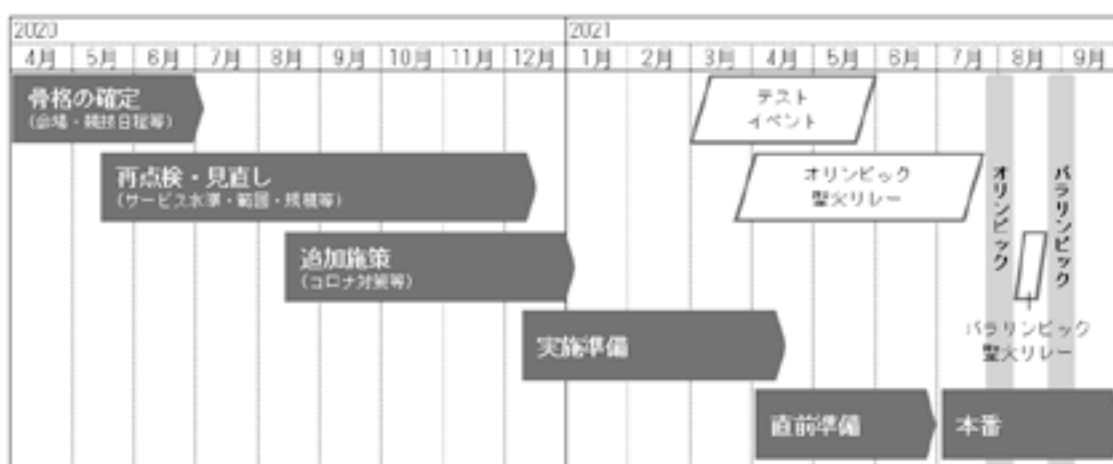 2020
2021
4月 5月 6月 7月 8月 9月 10月 11月 12月 1月 2月 3月 4月 5月 6月 7月 8月 9月
骨格の確定
(会場・競技日程等)
テスト
イベント
再点検・見直し
(サービス水準・範囲・規模等)
オリンピック
聖火リレー
オリンピック
パラリンピック
追加施策
(コロナ対策等)
パラリンピック
聖火リレー
実施準備
直前準備
本番